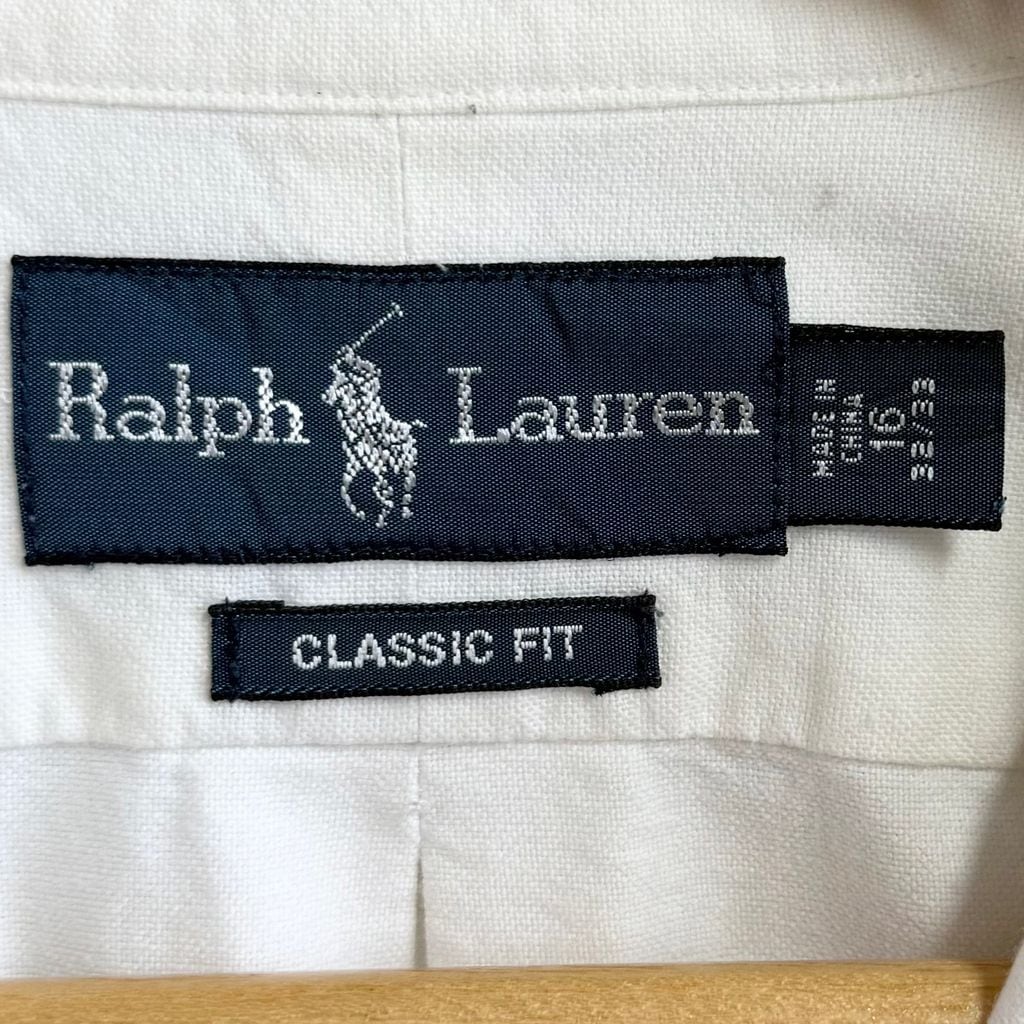 Ralph Lauren
MADE IN
CHINA
16
32/33
CLASSIC FIT